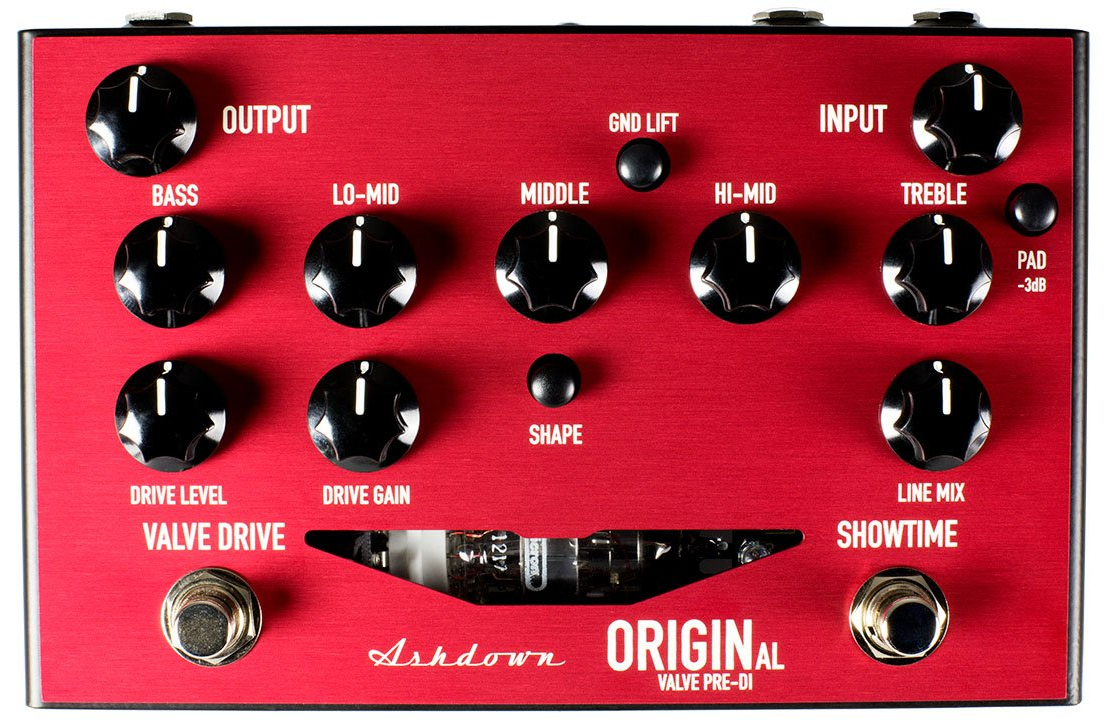 OUTPUT
GND LIFT
INPUT
BASS
LO-MID
MIDDLE
HI-MID
TREBLE
PAD
-3dB
SHAPE
DRIVE LEVEL
DRIVE GAIN
LINE MIX
VALVE DRIVE
SHOWTIME
1217
Ashdown
ORIGINAL
VALVE PRE-DI